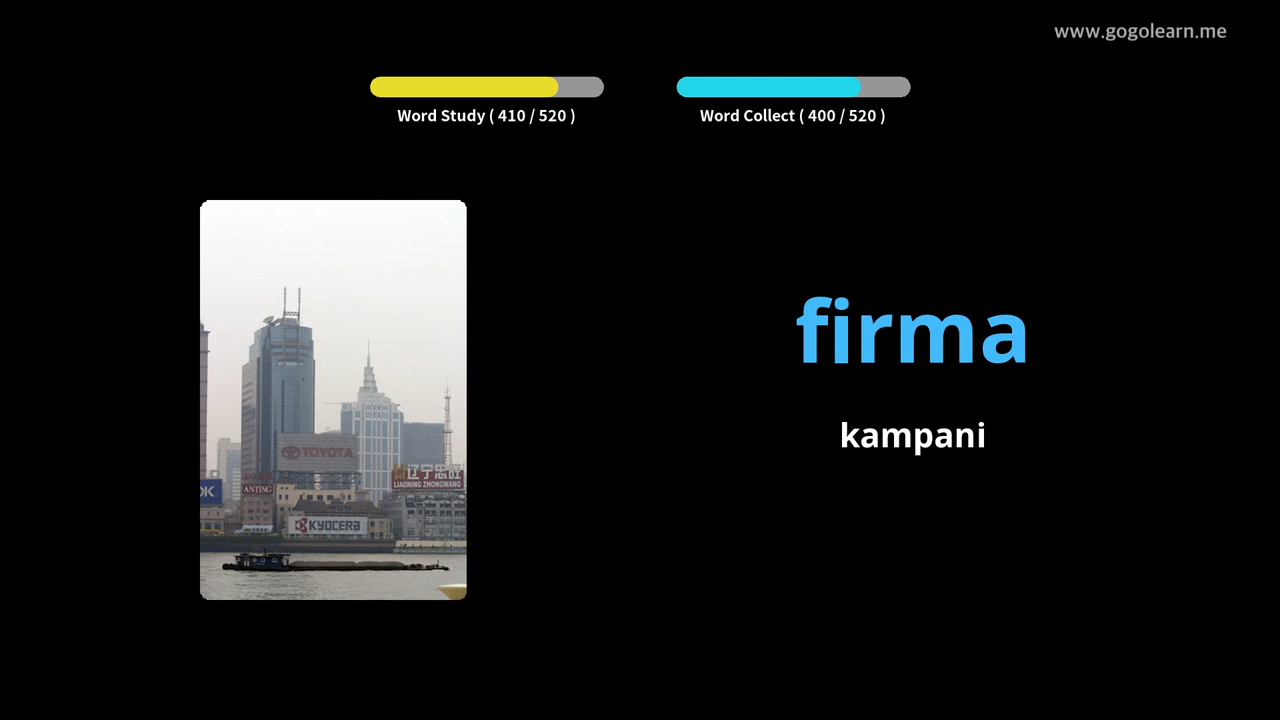 www.gogolearn.me
Word Study ( 410 / 520 )
Word Collect ( 400 / 520 )
firma
kampani
TOYOTA
辽宁忠旺
LIAONING ZHONGWANG
ANTING
OK
KYOCERA